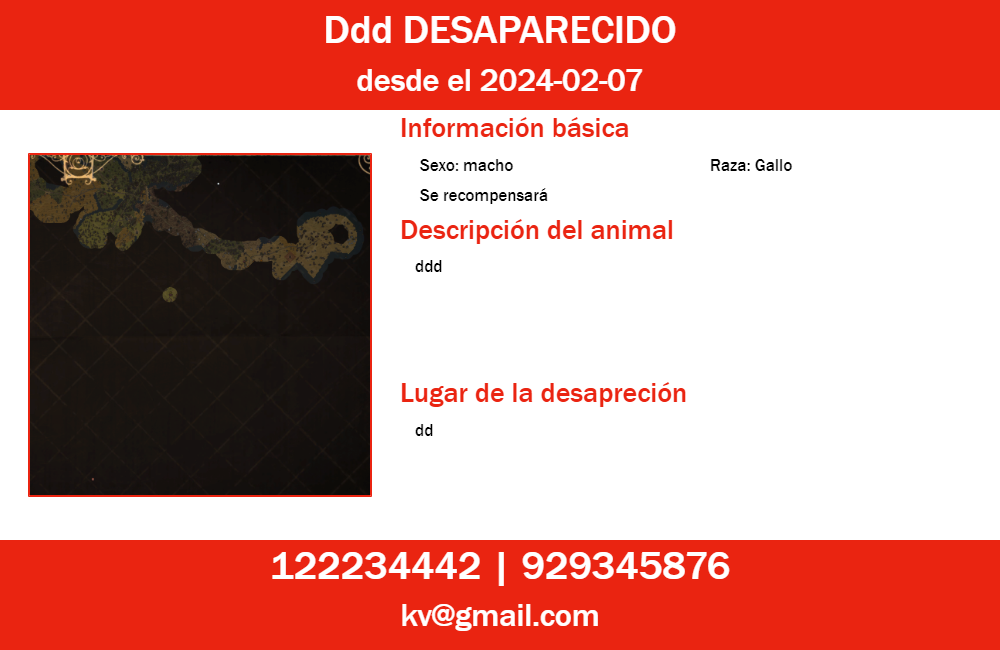 Ddd DESAPARECIDO
desde el 2024-02-07
Información básica
Sexo: macho Raza: Gallo
Se recompensará
Descripción del animal
ddd
Lugar de la desapreción
dd
122234442 | 929345876
kv@gmail.com